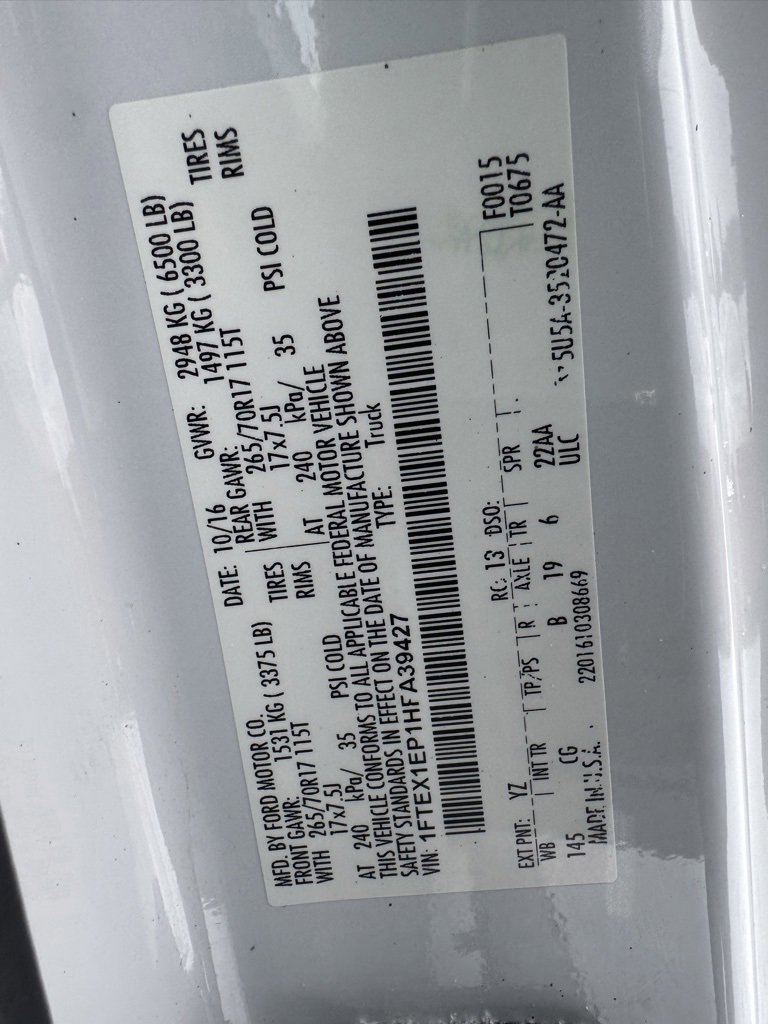 MFD. BY FORD MOTOR CO.
DATE: 10/16 GVWR: 2948 KG ( 6500 LB)
FRONT GAWR: 1531 KG ( 3375 LB) REAR GAWR: 1497 KG ( 3300 LB)
WITH 265/70R17 115T TIRES WITH 265/70R17 115T TIRES
17x7.5J RIMS 17x7.5J RIMS
AT 240 kPa/ 35 PSI COLD AT 240 kPa/ 35 PSI COLD
THIS VEHICLE CONFORMS TO ALL APPLICABLE FEDERAL MOTOR VEHICLE
SAFETY STANDARDS IN EFFECT ON THE DATE OF MANUFACTURE SHOWN ABOVE
VIN: 1FTEX1EP1HFA39427 TYPE: Truck
EXT PNT: YZ RC: 13 DSO: F0015
WB INT TR TP/PS R AXLE TR SPR T0675
145 CG B 19 6 22AA
MADE IN U.S.A. 2201610308669 ULC
5U5A-3520472-AA